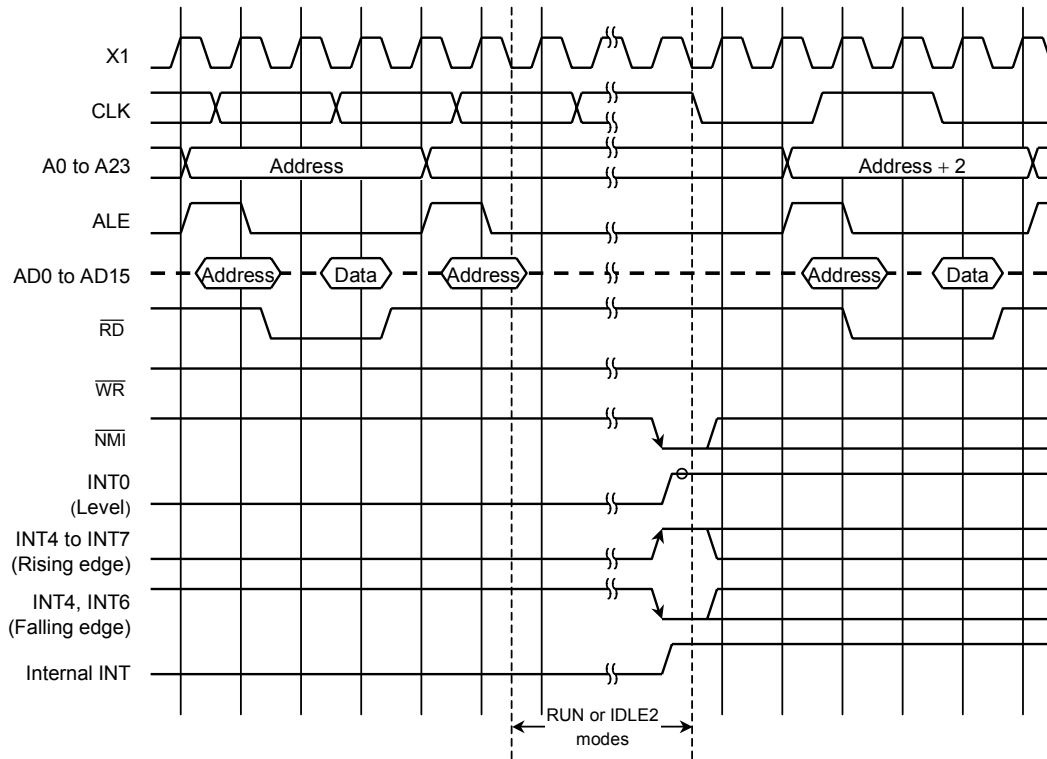 X1
CLK
A0 to A23 Address Address + 2
ALE
AD0 to AD15 Address Data Address Address Data
RD
WR
NMI
INT0
(Level)
INT4 to INT7
(Rising edge)
INT4, INT6
(Falling edge)
Internal INT
RUN or IDLE2
modes